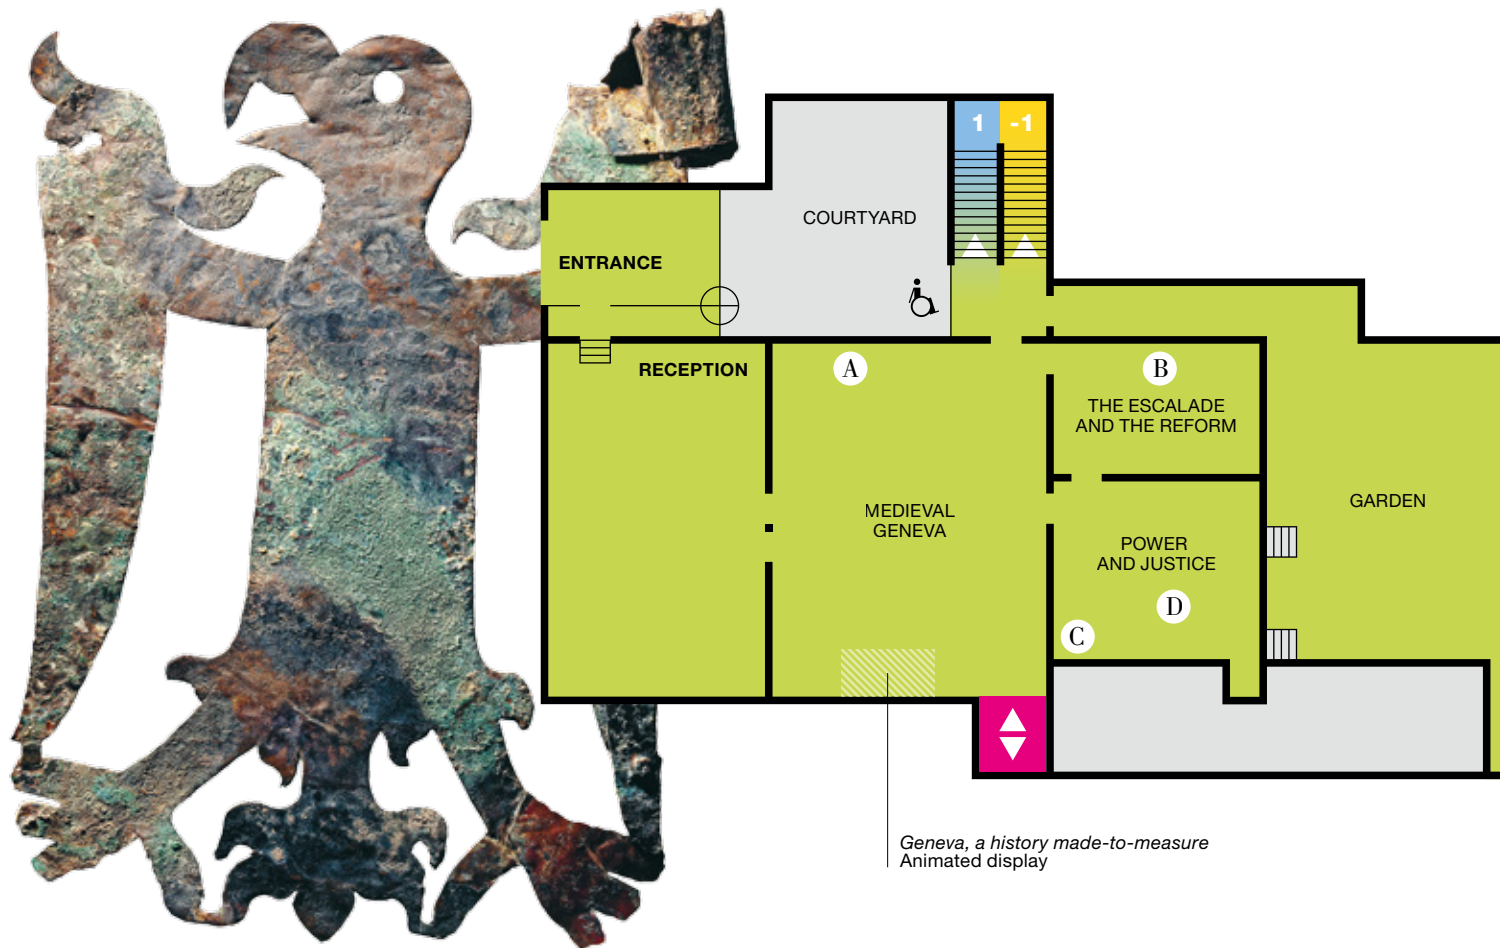 1 -1
COURTYARD
ENTRANCE
RECEPTION
A
B
THE ESCALADE
AND THE REFORM
MEDIEVAL
GENEVA
GARDEN
POWER
AND JUSTICE
D
C
Geneva, a history made-to-measure
Animated display